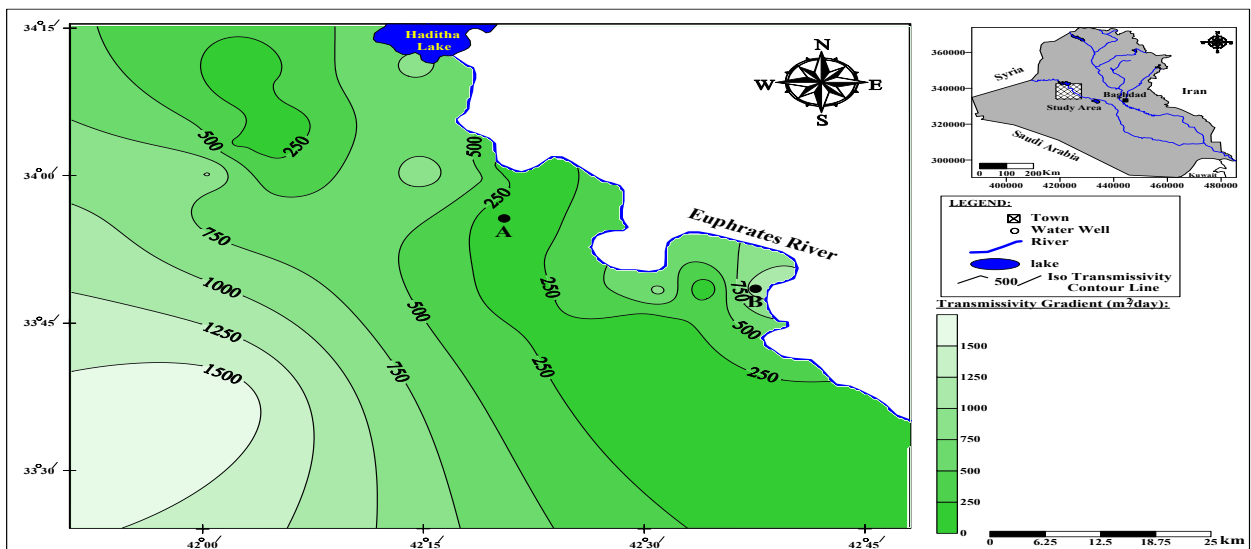 34°15′
34°00′
33°45′
33°30′
42°00′
42°15′
42°30′
42°45′
Haditha
Lake
N
W E
S
500
250
500
250
A
750
1000
1250
1500
500
750
250
250
Euphrates River
750
B
500
250
360000
340000
320000
300000
Syria
Iran
Baghdad
Study Area
Saudi Arabia
Kuwait
0 100 200 Km
400000 420000 440000 460000 480000
LEGEND:
Town
Water Well
River
lake
500 Iso Transmissivity
Contour Line
Transmissivity Gradient (m²/day):
1500
1250
1000
750
500
250
0
0 6.25 12.5 18.75 25 km